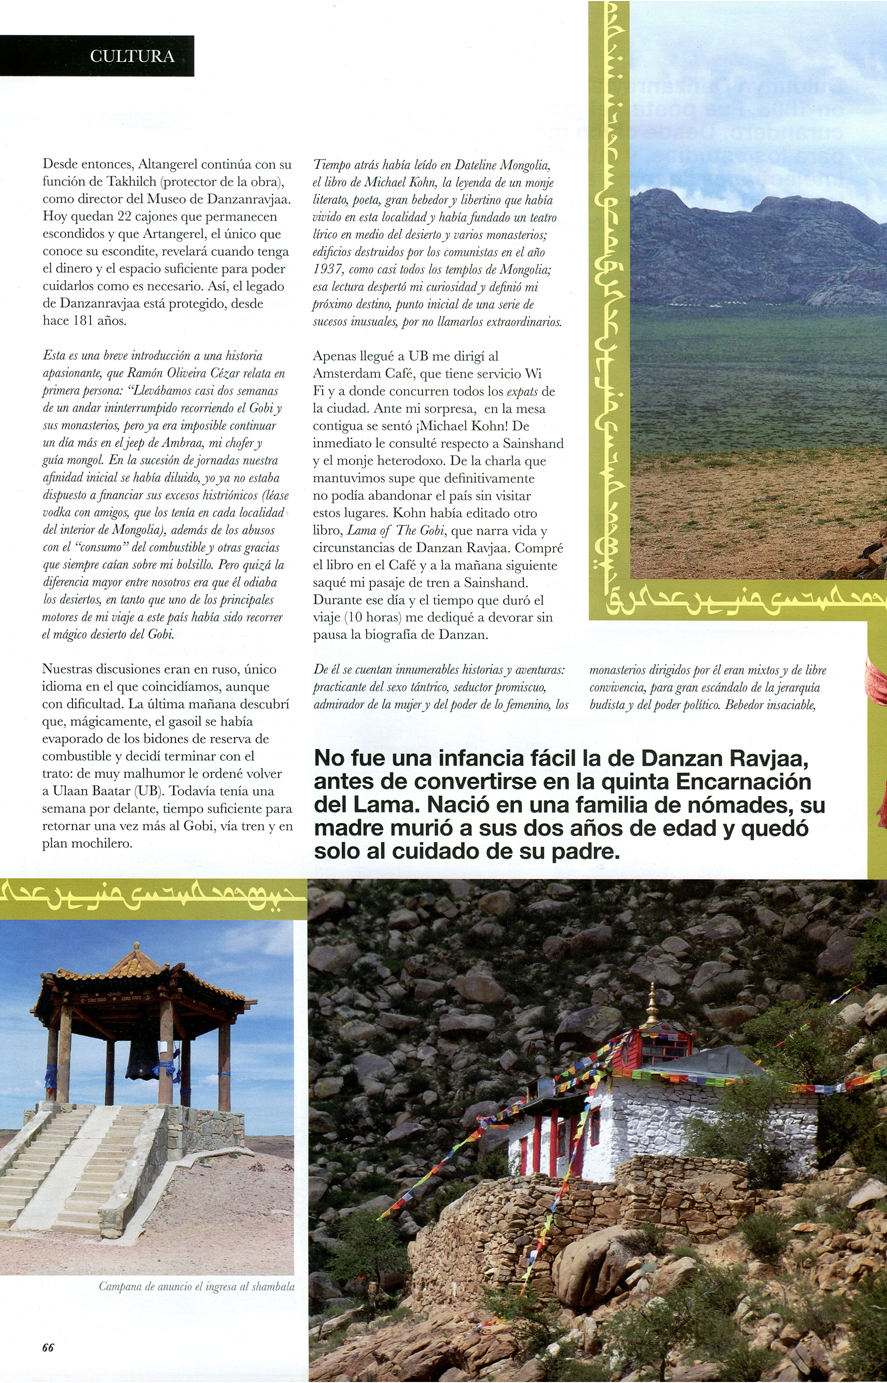 CULTURA
Desde entonces, Altangerel continúa con su
función de Takhilch (protector de la obra),
como director del Museo de Danzanravjaa.
Hoy quedan 22 cajones que permanecen
escondidos y que Artangerel, el único que
conoce su escondite, revelará cuando tenga
el dinero y el espacio suficiente para poder
cuidarlos como es necesario. Así, el legado
de Danzanravjaa está protegido, desde
hace 181 años.
Esta es una breve introducción a una historia
apasionante, que Ramón Oliveira Cézar relata en
primera persona: “Llevábamos casi dos semanas
de un andar ininterrumpido recorriendo el Gobi y
sus monasterios, pero ya era imposible continuar
un día más en el jeep de Ambraa, mi chofer y
guía mongol. En la sucesión de jornadas nuestra
afinidad inicial se había diluido, yo ya no estaba
dispuesto a financiar sus excesos histriónicos (léase
vodka con amigos, que los tenía en cada localidad
del interior de Mongolia), además de los abusos
con el “consumo” del combustible y otras gracias
que siempre caían sobre mi bolsillo. Pero quizá la
diferencia mayor entre nosotros era que él odiaba
los desiertos, en tanto que uno de los principales
motores de mi viaje a este país había sido recorrer
el mágico desierto del Gobi.
Nuestras discusiones eran en ruso, único
idioma en el que coincidíamos, aunque
con dificultad. La última mañana descubrí
que, mágicamente, el gasoil se había
evaporado de los bidones de reserva de
combustible y decidí terminar con el
trato: de muy malhumor le ordené volver
a Ulaan Baatar (UB). Todavía tenía una
semana por delante, tiempo suficiente para
retornar una vez más al Gobi, vía tren y en
plan mochilero.
Tiempo atrás había leído en Dateline Mongolia,
el libro de Michael Kohn, la leyenda de un monje
literato, poeta, gran bebedor y libertino que había
vivido en esta localidad y había fundado un teatro
lírico en medio del desierto y varios monasterios;
edificios destruidos por los comunistas en el año
1937, como casi todos los templos de Mongolia;
esa lectura despertó mi curiosidad y definió mi
próximo destino, punto inicial de una serie de
sucesos inusuales, por no llamarlos extraordinarios.
Apenas llegué a UB me dirigí al
Amsterdam Café, que tiene servicio Wi
Fi y a donde concurren todos los expats de
la ciudad. Ante mi sorpresa, en la mesa
contigua se sentó ¡Michael Kohn! De
inmediato le consulté respecto a Sainshand
y el monje heterodoxo. De la charla que
mantuvimos supe que definitivamente
no podía abandonar el país sin visitar
estos lugares. Kohn había editado otro
libro, Lama of The Gobi, que narra vida y
circunstancias de Danzan Ravjaa. Compré
el libro en el Café y a la mañana siguiente
saqué mi pasaje de tren a Sainshand.
Durante ese día y el tiempo que duró el
viaje (10 horas) me dediqué a devorar sin
pausa la biografía de Danzan.
De él se cuentan innumerables historias y aventuras:
practicante del sexo tántrico, seductor promiscuo,
admirador de la mujer y del poder de lo femenino, los
monasterios dirigidos por él eran mixtos y de libre
convivencia, para gran escándalo de la jerarquía
budista y del poder político. Bebedor insaciable,
No fue una infancia fácil la de Danzan Ravjaa,
antes de convertirse en la quinta Encarnación
del Lama. Nació en una familia de nómades, su
madre murió a sus dos años de edad y quedó
solo al cuidado de su padre.
Campana de anuncio el ingresa al shambala
66